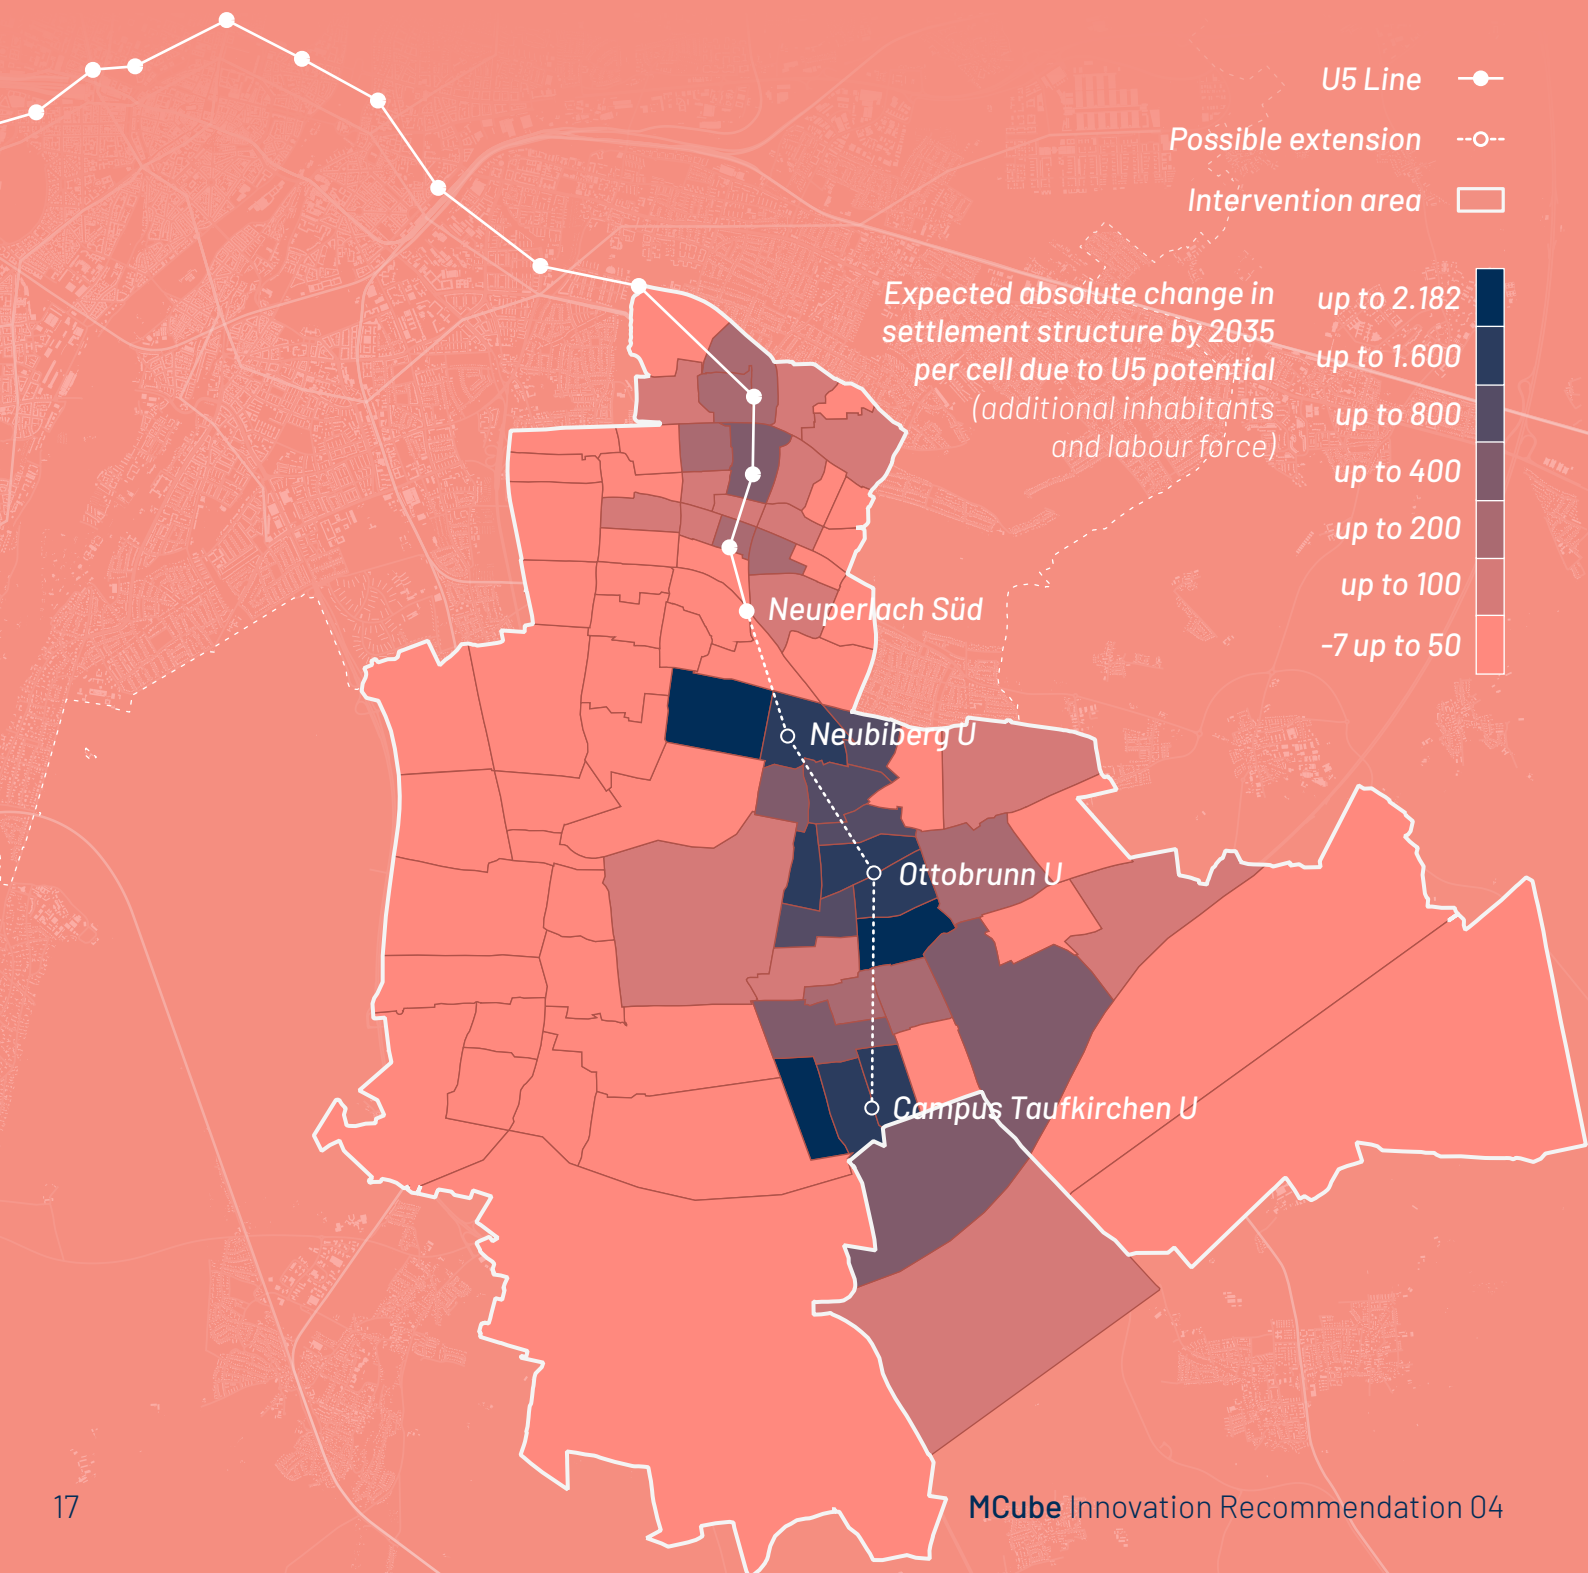 U5 Line
Possible extension
Intervention area
Expected absolute change in
settlement structure by 2035
per cell due to U5 potential
(additional inhabitants
and labour force)
up to 2.182
up to 1.600
up to 800
up to 400
up to 200
up to 100
-7 up to 50
Neuperlach Süd
Neubiberg U
Ottobrunn U
Campus Taufkirchen U
17
MCube Innovation Recommendation 04